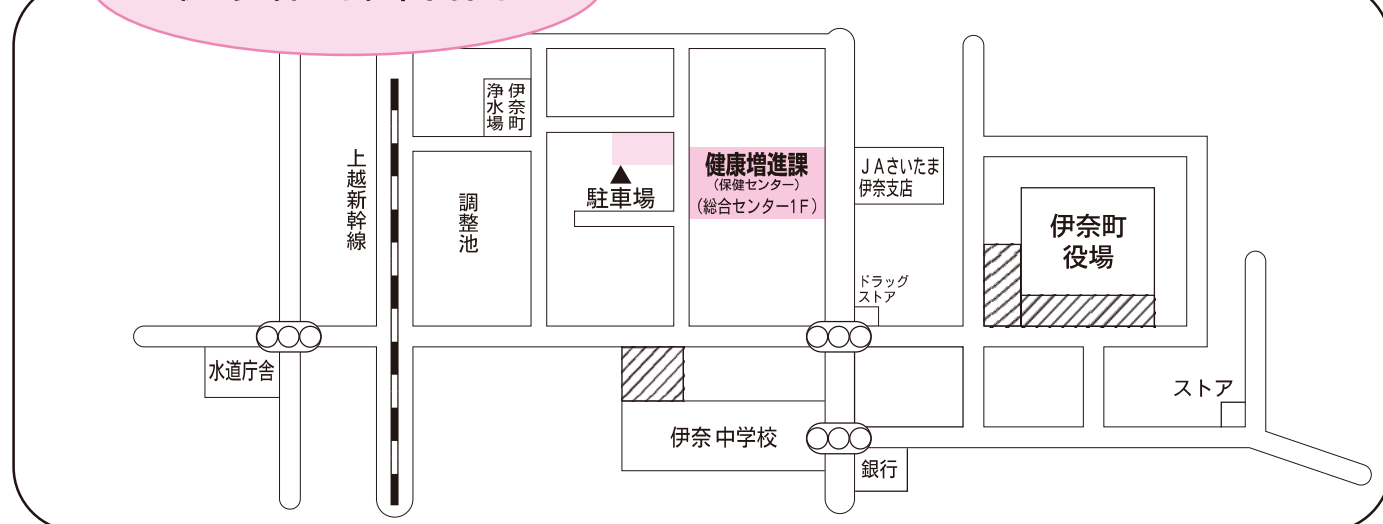 伊奈町
浄水場
上越新幹線
調整池
駐車場
健康増進課
（保健センター）
（総合センター1F）
JAさいたま
伊奈支店
伊奈町
役場
ドラッグ
ストア
水道庁舎
伊奈中学校
銀行
ストア